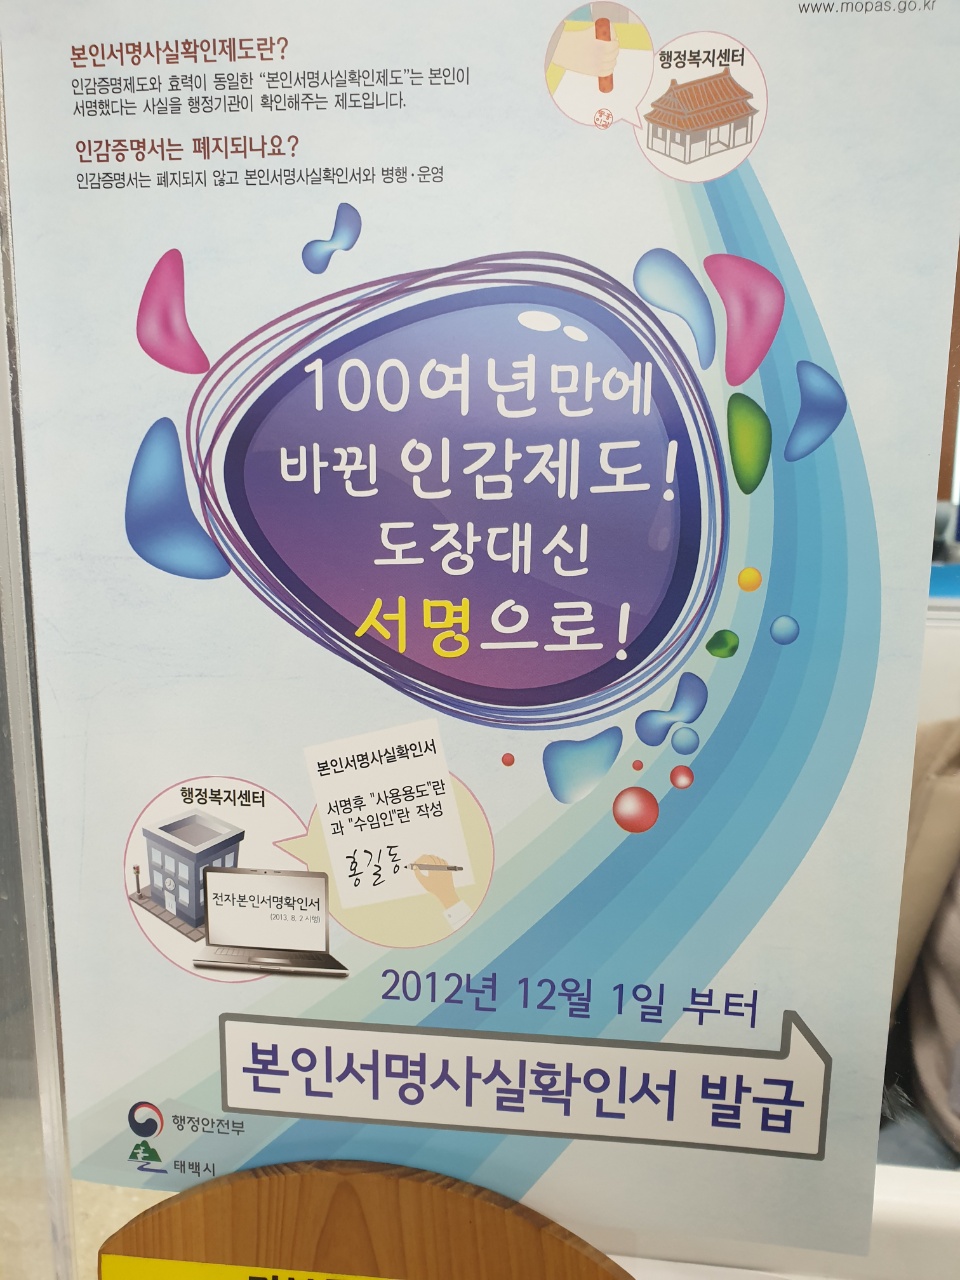 www.mopas.go.kr
본인서명사실확인제도란?
인감증명제도와 효력이 동일한 "본인서명사실확인제도"는 본인이
서명했다는 사실을 행정기관이 확인해주는 제도입니다.
인감증명서는 폐지되나요?
인감증명서는 폐지되지 않고 본인서명사실확인서와 병행·운영
행정복지센터
100여년만에
바뀐 인감제도!
도장대신
서명으로!
행정복지센터
본인서명사실확인서
서명후 "사용용도"란
과 "수임인"란 작성
홍길동
전자본인서명확인서
(2013. 8. 2 시행)
2012년 12월 1일 부터
본인서명사실확인서 발급
행정안전부
태백시